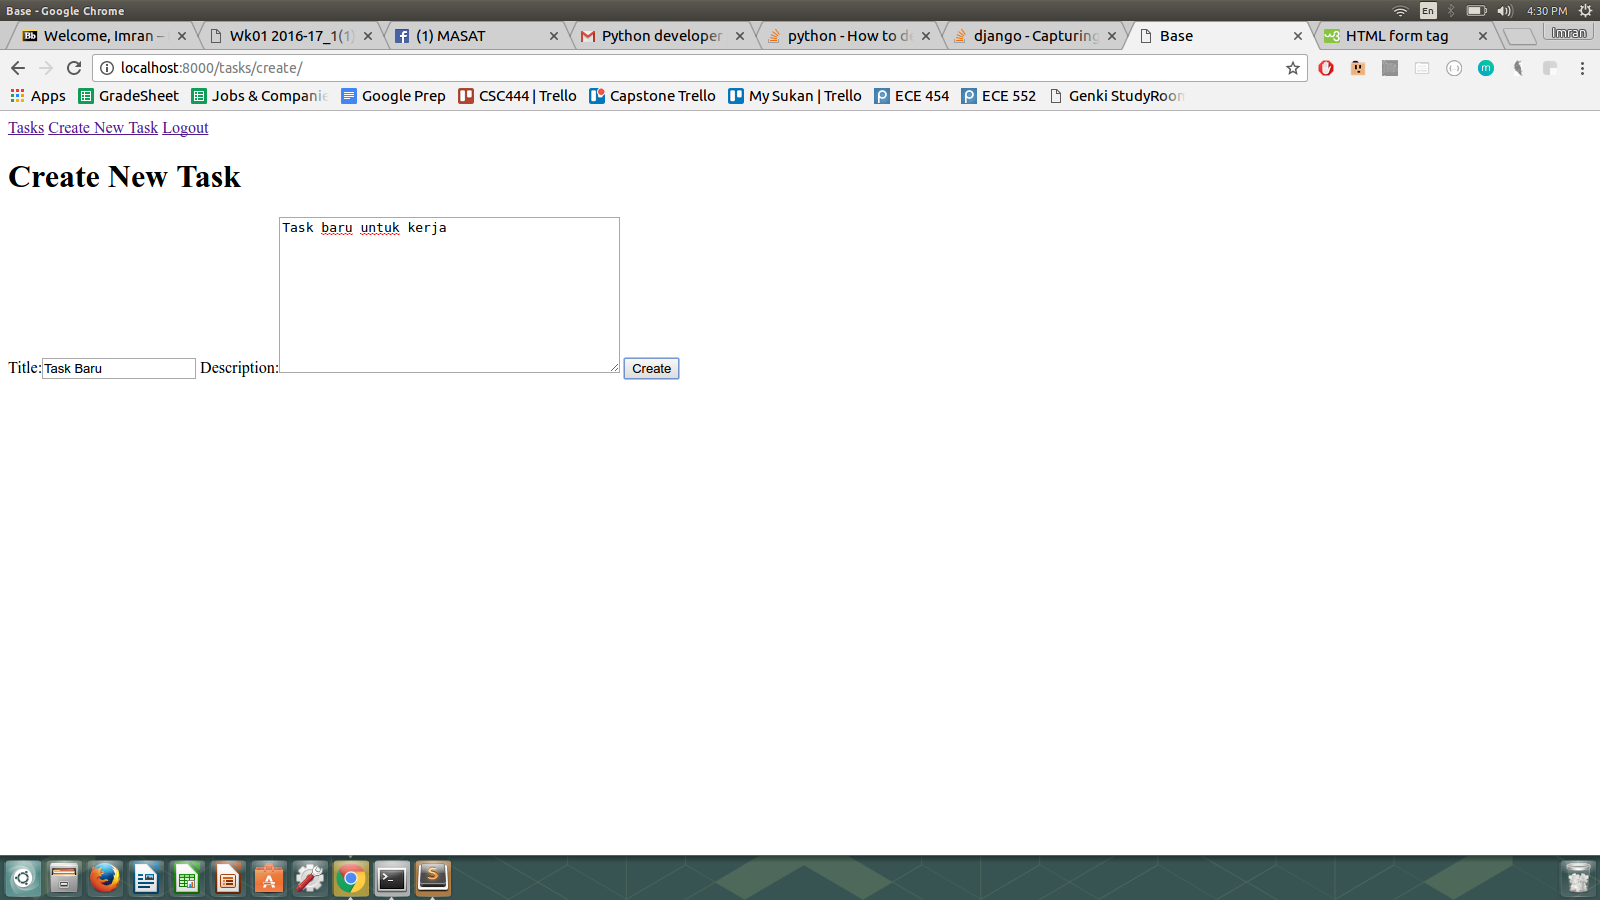 Base - Google Chrome
En
4:30 PM
Bb Welcome, Imran –
Wk01 2016-17_1(1)
(1) MASAT
Python developer
python - How to d
django - Capturing
Base
w3 HTML form tag
Imran
localhost:8000/tasks/create/
m
Apps
GradeSheet
Jobs & Companie
Google Prep
CSC444 | Trello
Capstone Trello
My Sukan | Trello
ECE 454
ECE 552
Genki StudyRoom
Tasks Create New Task Logout
Create New Task
Task baru untuk kerja
Title: Task Baru Description: Create